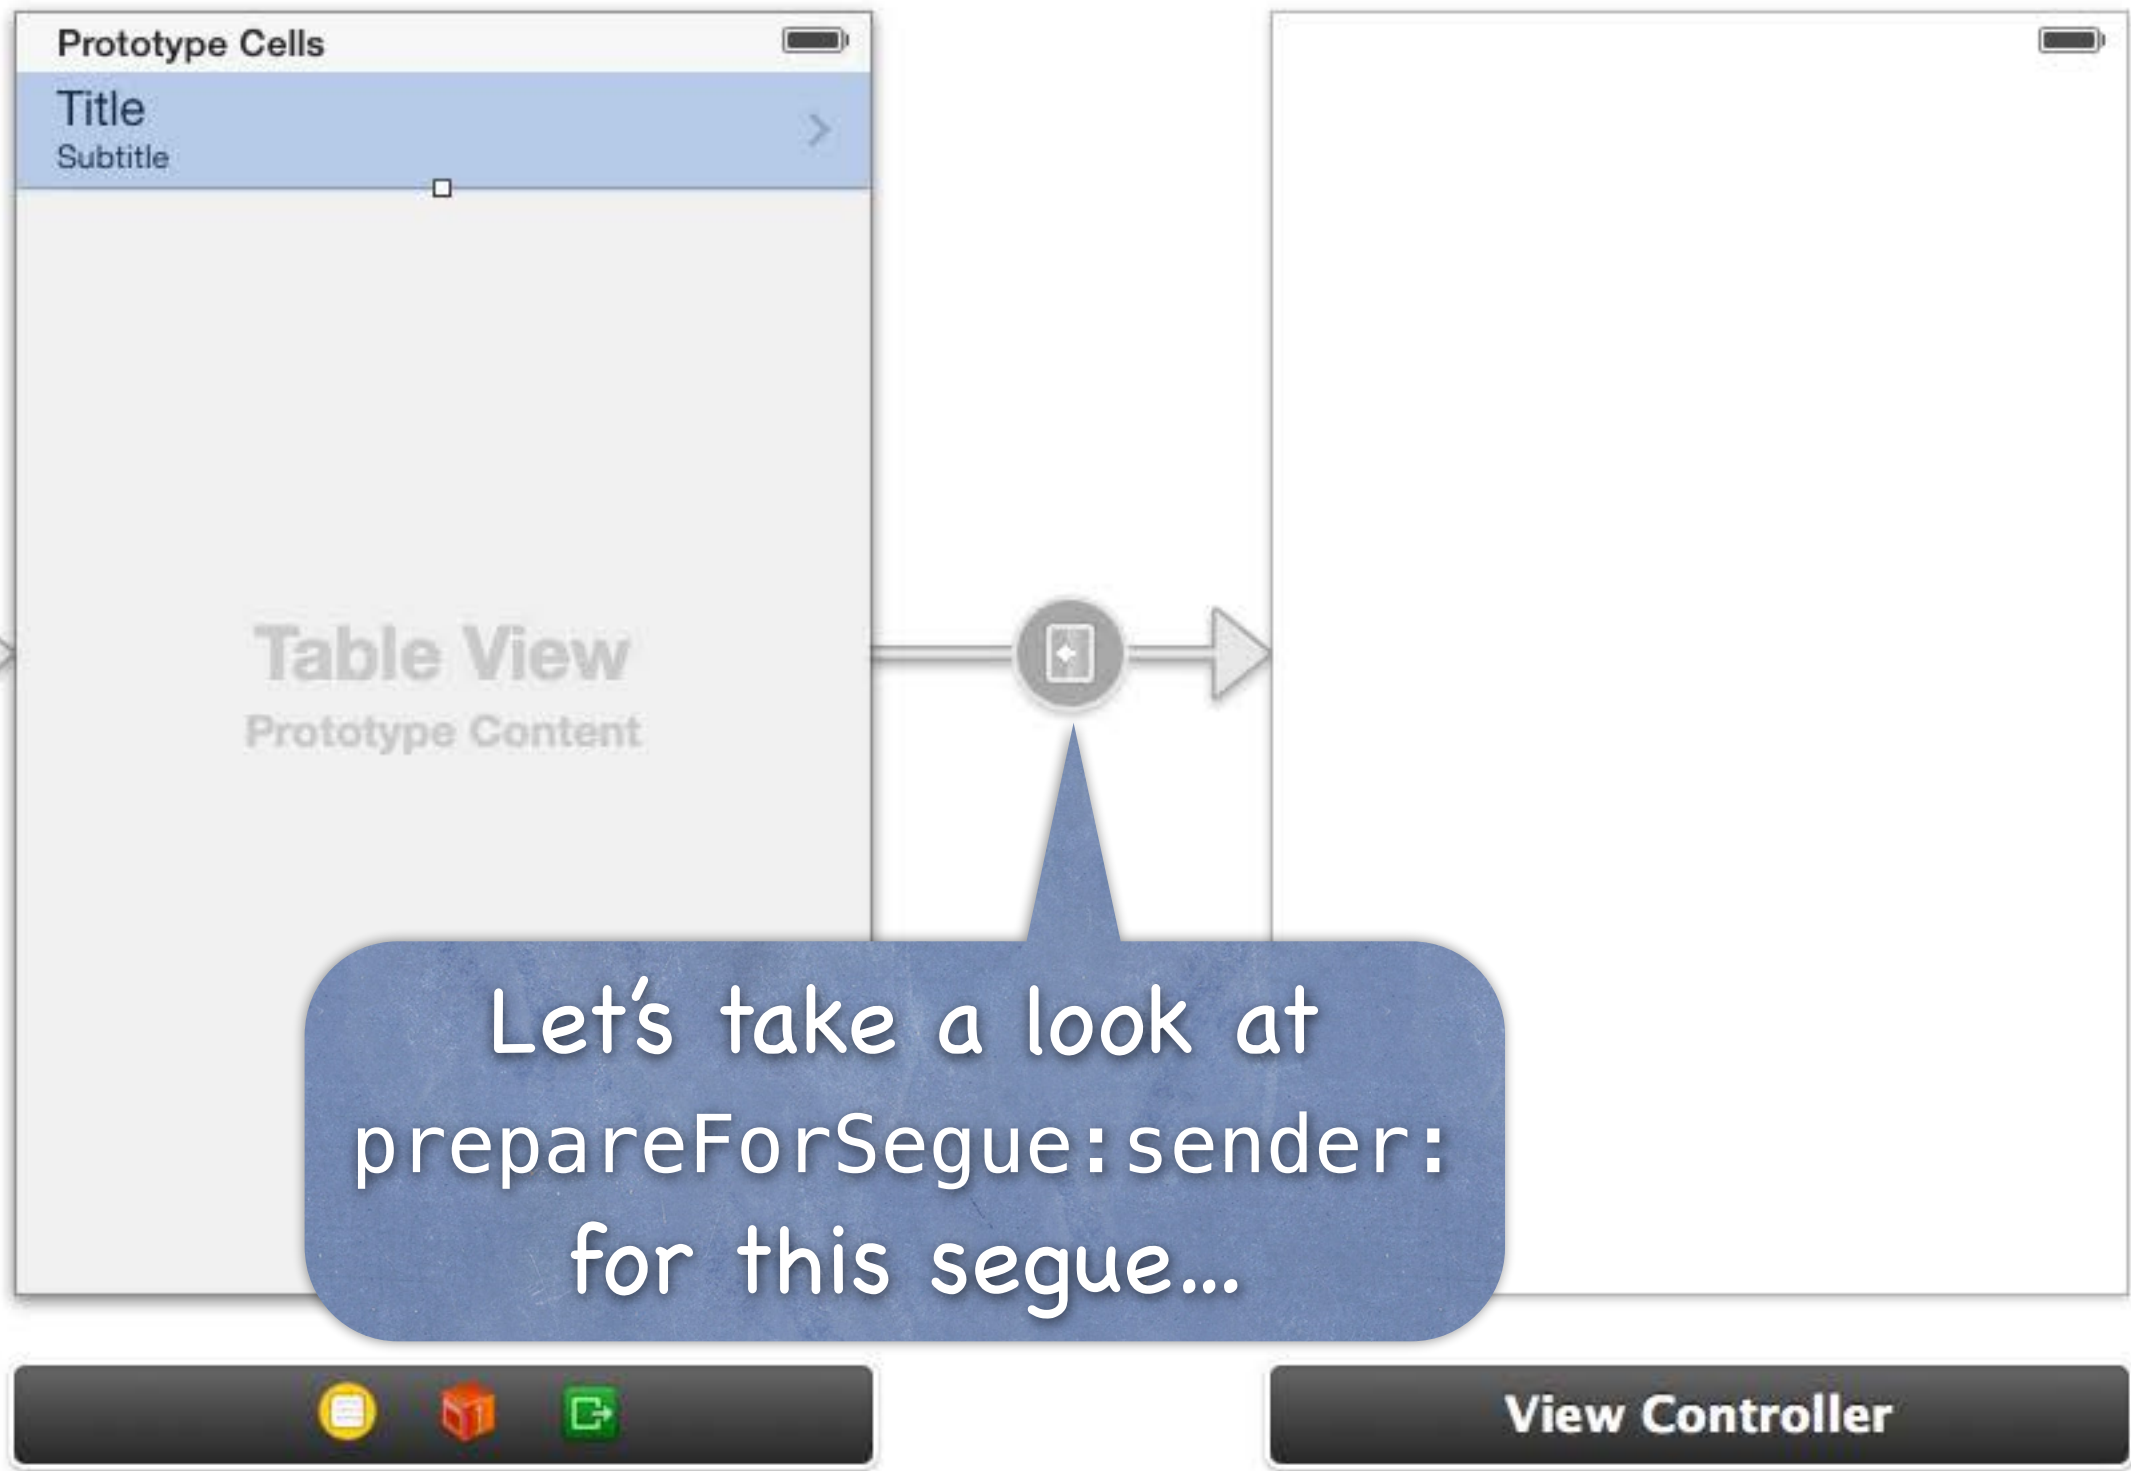 Prototype Cells
Title
Subtitle
Table View
Prototype Content
Let's take a look at
prepareForSegue:sender:
for this segue...
View Controller